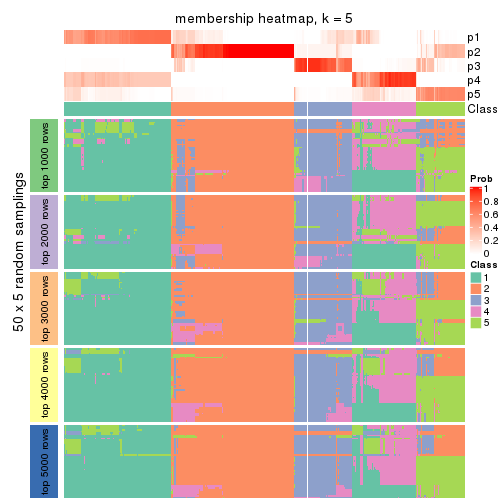 membership heatmap, k = 5
p1
p2
p3
p4
p5
Class
50 x 5 random samplings
top 1000 rows
top 2000 rows
top 3000 rows
top 4000 rows
top 5000 rows
Prob
1
0.8
0.6
0.4
0.2
0
Class
1
2
3
4
5